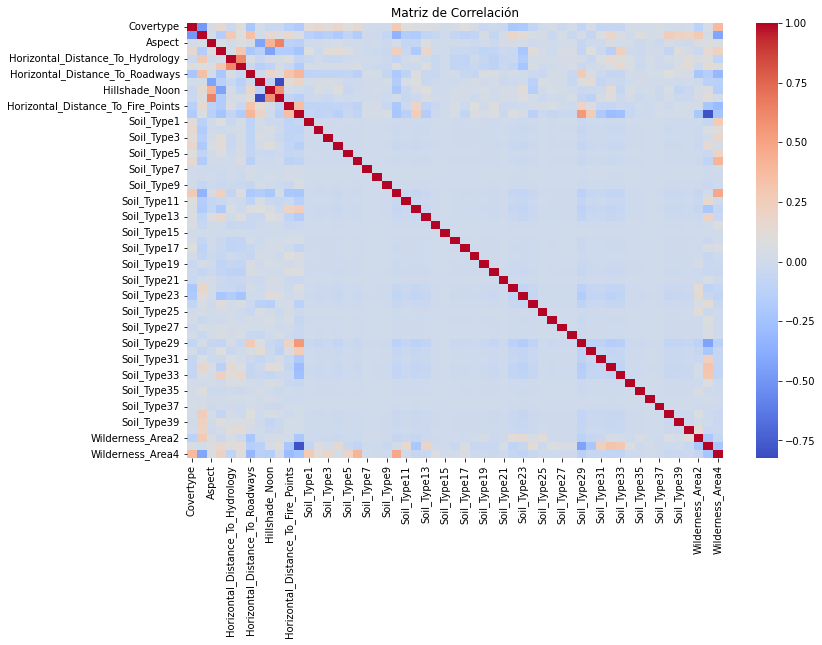 Matriz de Correlación
Covertype
Aspect
Horizontal_Distance_To_Hydrology
Horizontal_Distance_To_Roadways
Hillshade_Noon
Horizontal_Distance_To_Fire_Points
Soil_Type1
Soil_Type3
Soil_Type5
Soil_Type7
Soil_Type9
Soil_Type11
Soil_Type13
Soil_Type15
Soil_Type17
Soil_Type19
Soil_Type21
Soil_Type23
Soil_Type25
Soil_Type27
Soil_Type29
Soil_Type31
Soil_Type33
Soil_Type35
Soil_Type37
Soil_Type39
Wilderness_Area2
Wilderness_Area4
Covertype
Aspect
Horizontal_Distance_To_Hydrology
Horizontal_Distance_To_Roadways
Hillshade_Noon
Horizontal_Distance_To_Fire_Points
Soil_Type1
Soil_Type3
Soil_Type5
Soil_Type7
Soil_Type9
Soil_Type11
Soil_Type13
Soil_Type15
Soil_Type17
Soil_Type19
Soil_Type21
Soil_Type23
Soil_Type25
Soil_Type27
Soil_Type29
Soil_Type31
Soil_Type33
Soil_Type35
Soil_Type37
Soil_Type39
Wilderness_Area2
Wilderness_Area4
1.00
0.75
0.50
0.25
0.00
−0.25
−0.50
−0.75